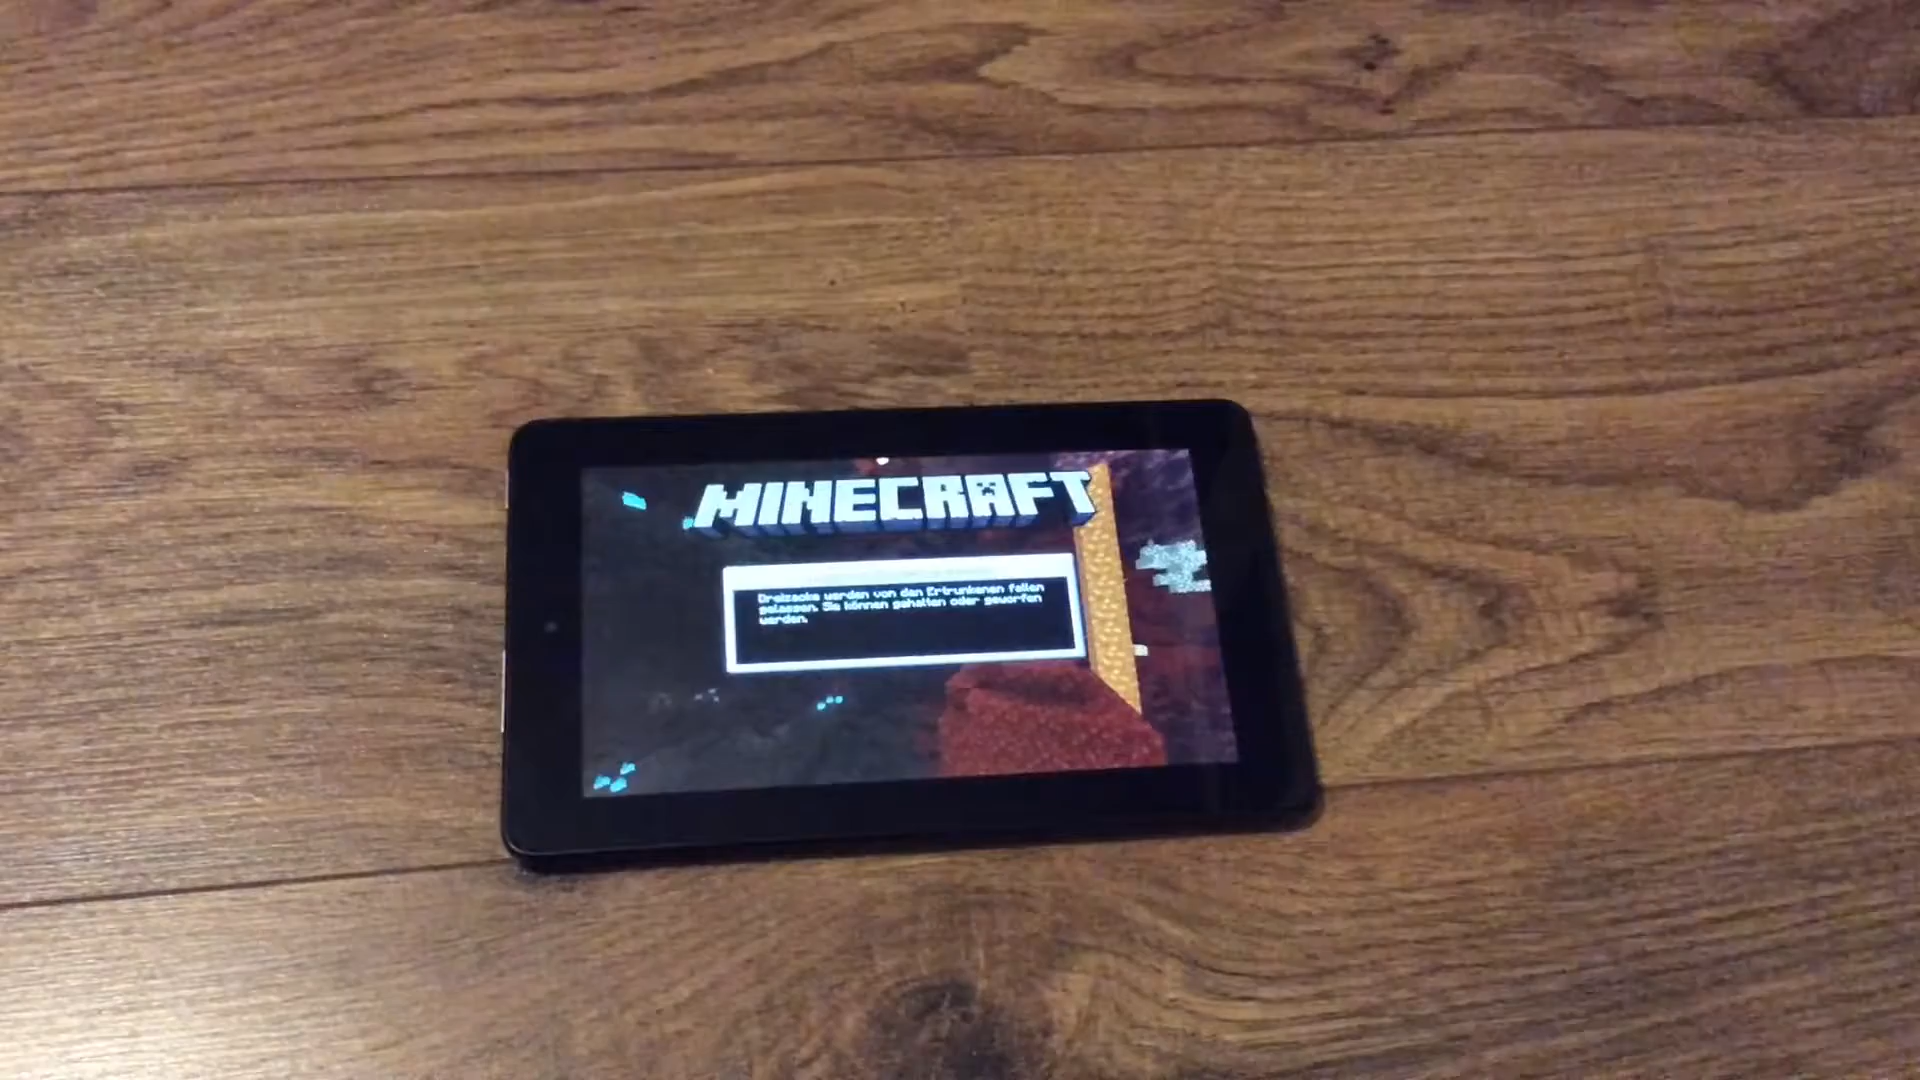 MINECRAFT
Dreizacke werden von den Ertrunkenen fallen
gelassen. Sie können gehalten oder geworfen
werden.